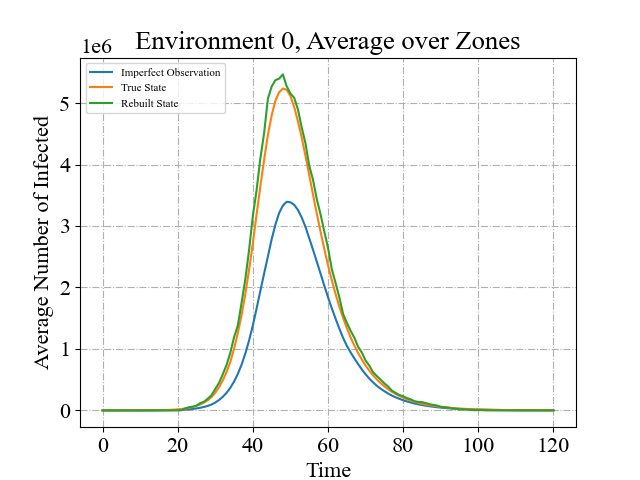 Environment 0, Average over Zones
1e6
Imperfect Observation
True State
Rebuilt State
Average Number of Infected
5
4
3
2
1
0
0 20 40 60 80 100 120
Time